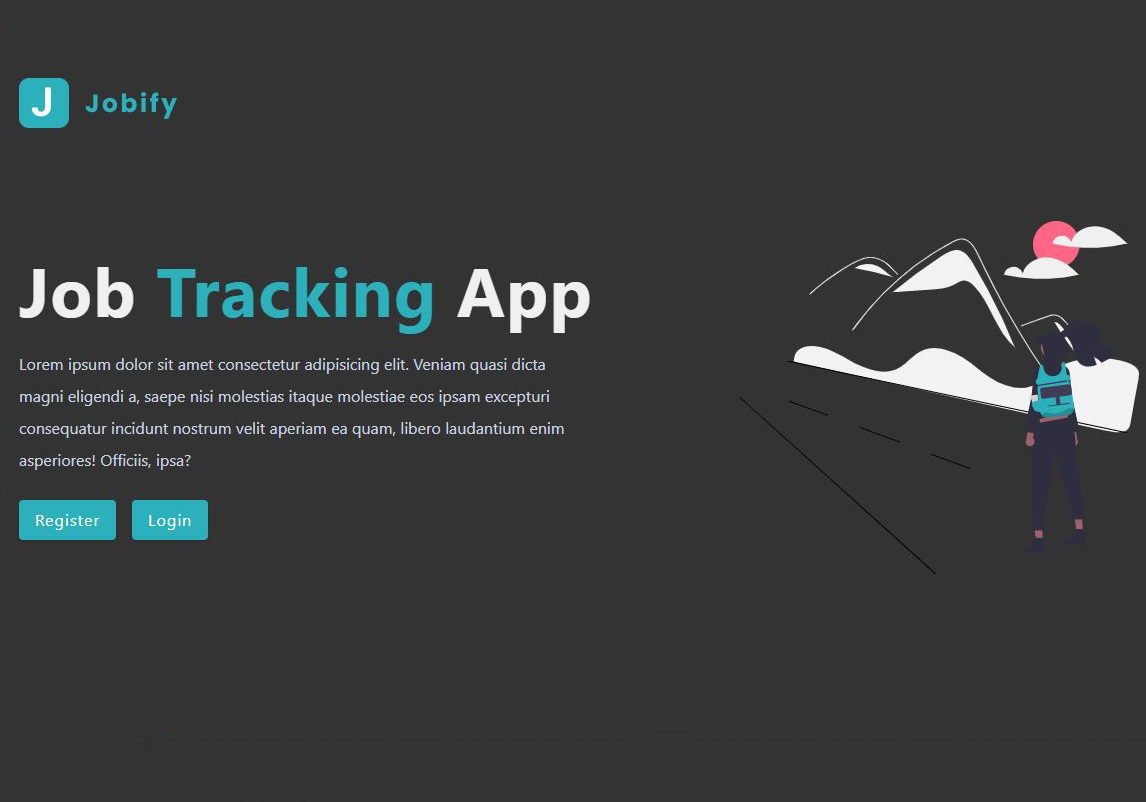 J Jobify
Job Tracking App
Lorem ipsum dolor sit amet consectetur adipisicing elit. Veniam quasi dicta
magni eligendi a, saepe nisi molestias itaque molestiae eos ipsam excepturi
consequatur incidunt nostrum velit aperiam ea quam, libero laudantium enim
asperiores! Officiis, ipsa?
Register Login